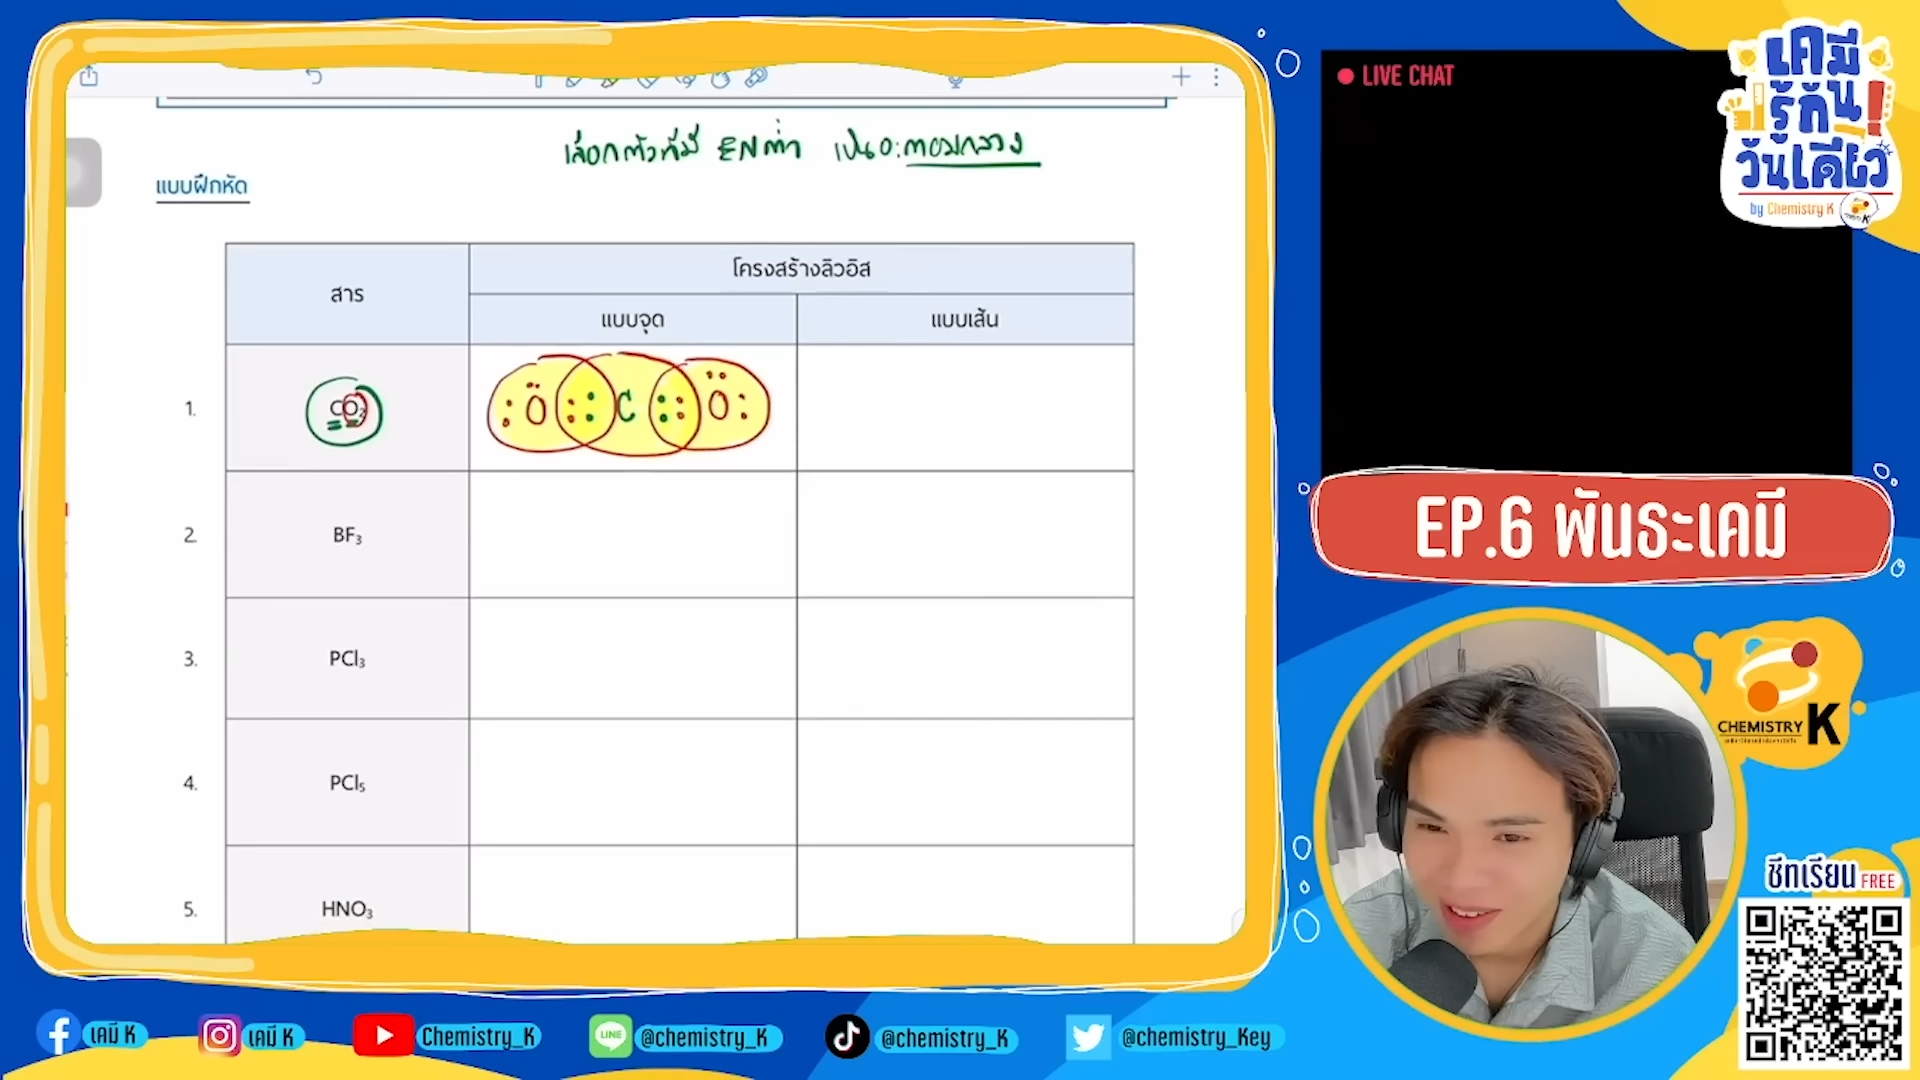 เลือกตัวที่มี EN ต่ำ เป็นอะตอมกลาง
แบบฝึกหัด
สาร
โครงสร้างลิวอิส
แบบจุด
แบบเส้น
1.
CO₂
O C O
2.
BF₃
3.
PCl₃
4.
PCl₅
5.
HNO₃
LIVE CHAT
เคมี
รู้กัน!
วันเดียว
by Chemistry K
EP.6 พันธะเคมี
CHEMISTRY K
ชีทเรียน FREE
เคมี K
เคมี K
Chemistry_K
LINE
@chemistry_K
@chemistry_K
@chemistry_Key